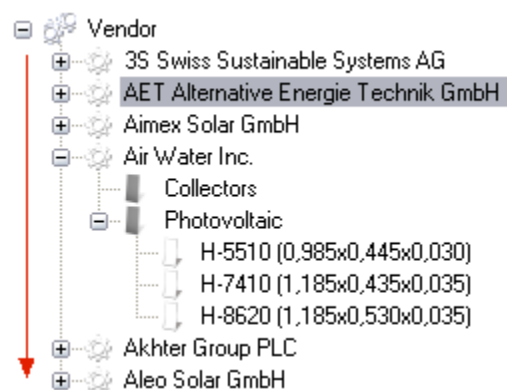 Vendor
3S Swiss Sustainable Systems AG
AET Alternative Energie Technik GmbH
Aimex Solar GmbH
Air Water Inc.
Collectors
Photovoltaic
H-5510 (0,985x0,445x0,030)
H-7410 (1,185x0,435x0,035)
H-8620 (1,185x0,530x0,035)
Akhter Group PLC
Aleo Solar GmbH